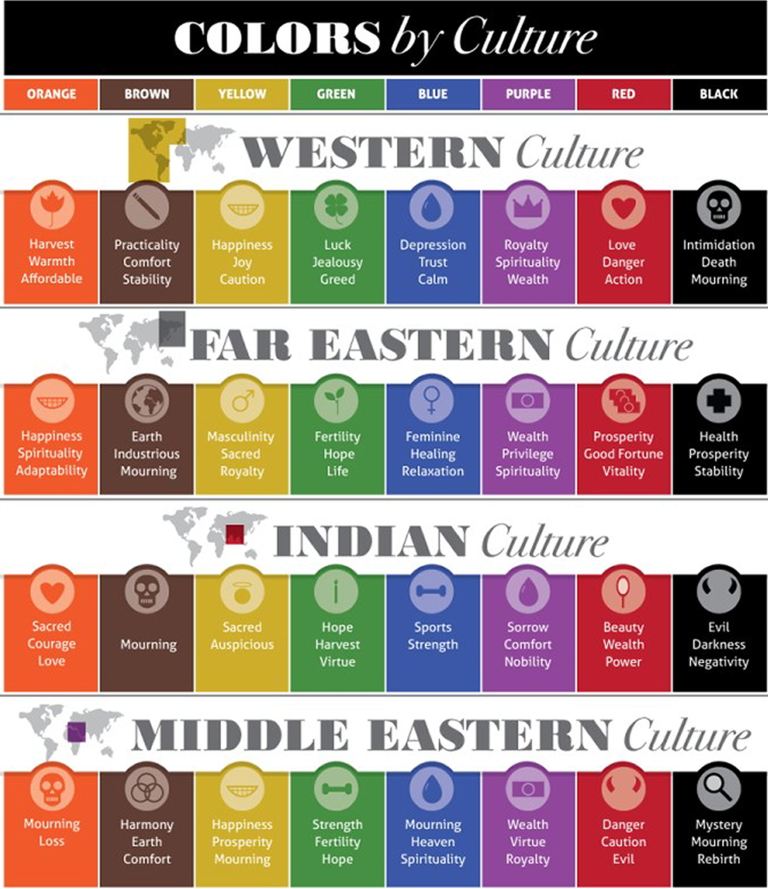 COLORS by Culture
ORANGE BROWN YELLOW GREEN BLUE PURPLE RED BLACK
WESTERN Culture
Harvest Practicality Happiness Luck Depression Royalty Love Intimidation
Warmth Comfort Joy Jealousy Trust Spirituality Danger Death
Affordable Stability Caution Greed Calm Wealth Action Mourning
FAR EASTERN Culture
Happiness Earth Masculinity Fertility Feminine Wealth Prosperity Health
Spirituality Industrious Sacred Hope Healing Privilege Good Fortune Prosperity
Adaptability Mourning Royalty Life Relaxation Spirituality Vitality Stability
INDIAN Culture
Sacred Sacred Hope Sports Sorrow Beauty Evil
Courage Mourning Auspicious Harvest Strength Comfort Wealth Darkness
Love Virtue Nobility Power Negativity
MIDDLE EASTERN Culture
Mourning Harmony Happiness Strength Mourning Wealth Danger Mystery
Loss Earth Prosperity Fertility Heaven Virtue Caution Mourning
Comfort Mourning Hope Spirituality Royalty Evil Rebirth